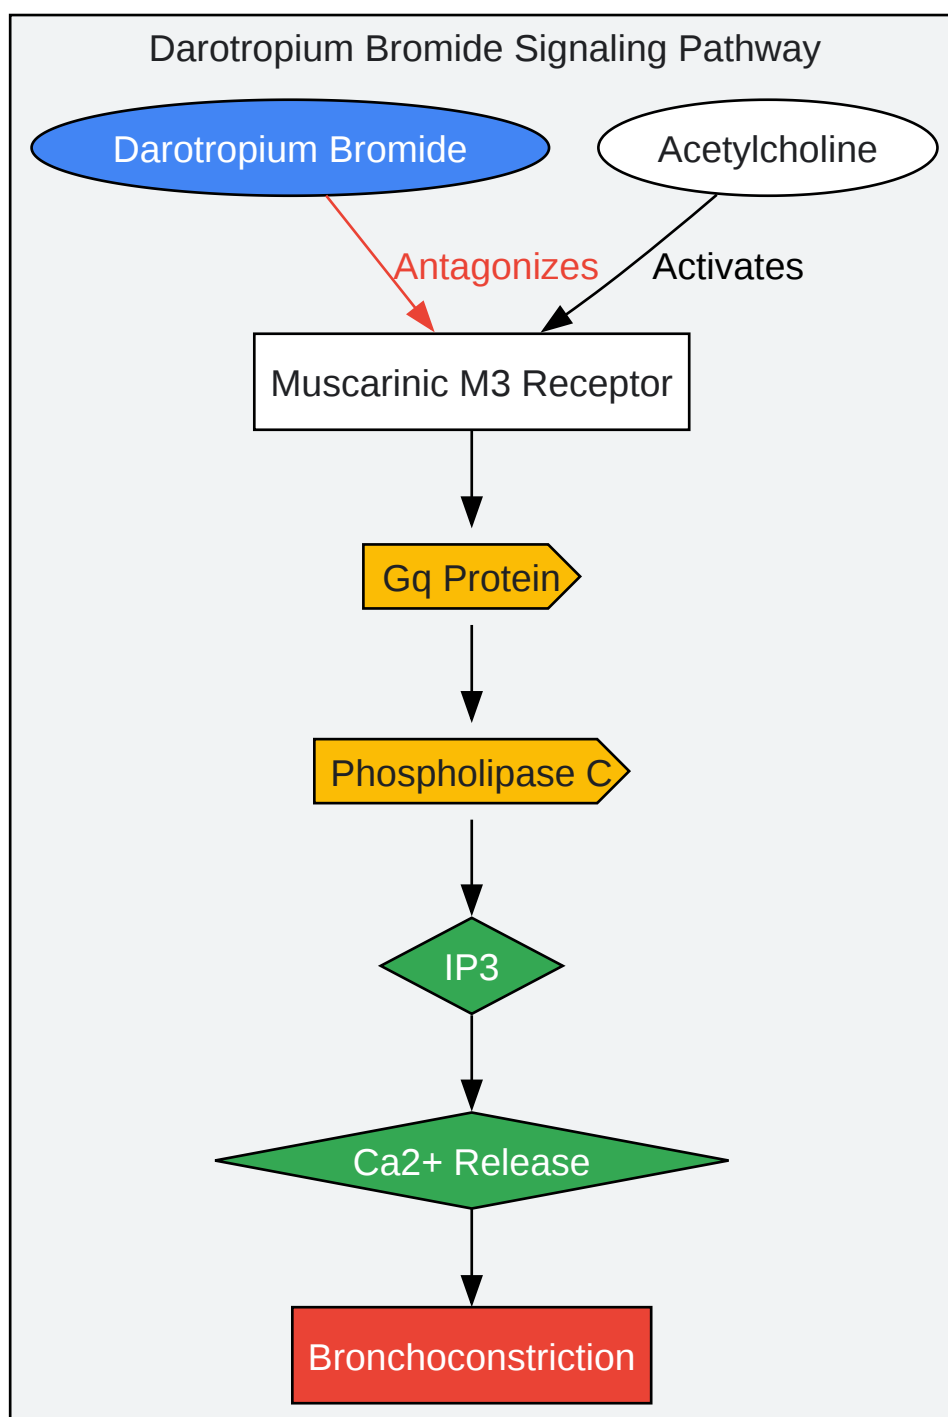 Darotropium Bromide Signaling Pathway
Darotropium Bromide
Acetylcholine
Antagonizes
Activates
Muscarinic M3 Receptor
Gq Protein
Phospholipase C
IP3
Ca2+ Release
Bronchoconstriction